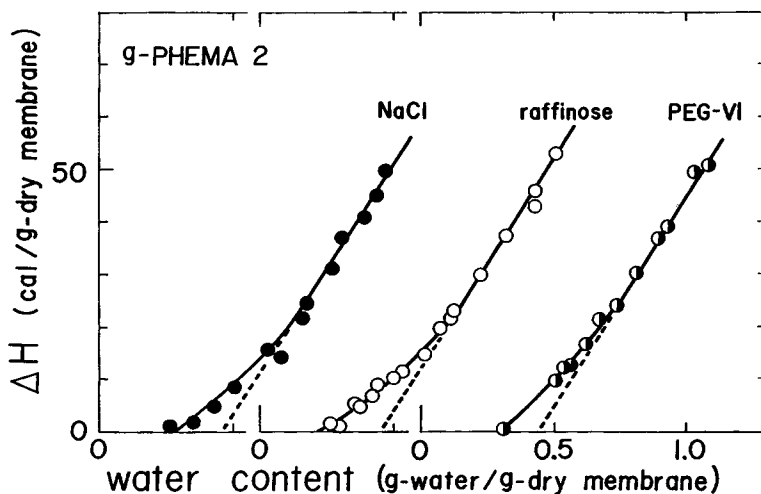 g-PHEMA 2
NaCl
raffinose
PEG-VI
50
0
ΔH (cal/g-dry membrane)
0 0 0 0.5 1.0
water content (g-water/g-dry membrane)